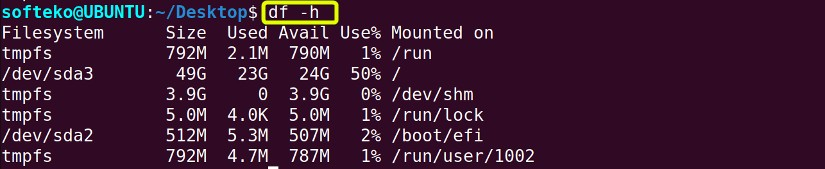 softeko@UBUNTU:~/Desktop$ df -h
Filesystem      Size  Used Avail Use% Mounted on
tmpfs           792M  2.1M  790M   1% /run
/dev/sda3        49G   23G   24G  50% /
tmpfs           3.9G     0  3.9G   0% /dev/shm
tmpfs           5.0M  4.0K  5.0M   1% /run/lock
/dev/sda2       512M  5.3M  507M   2% /boot/efi
tmpfs           792M  4.7M  787M   1% /run/user/1002